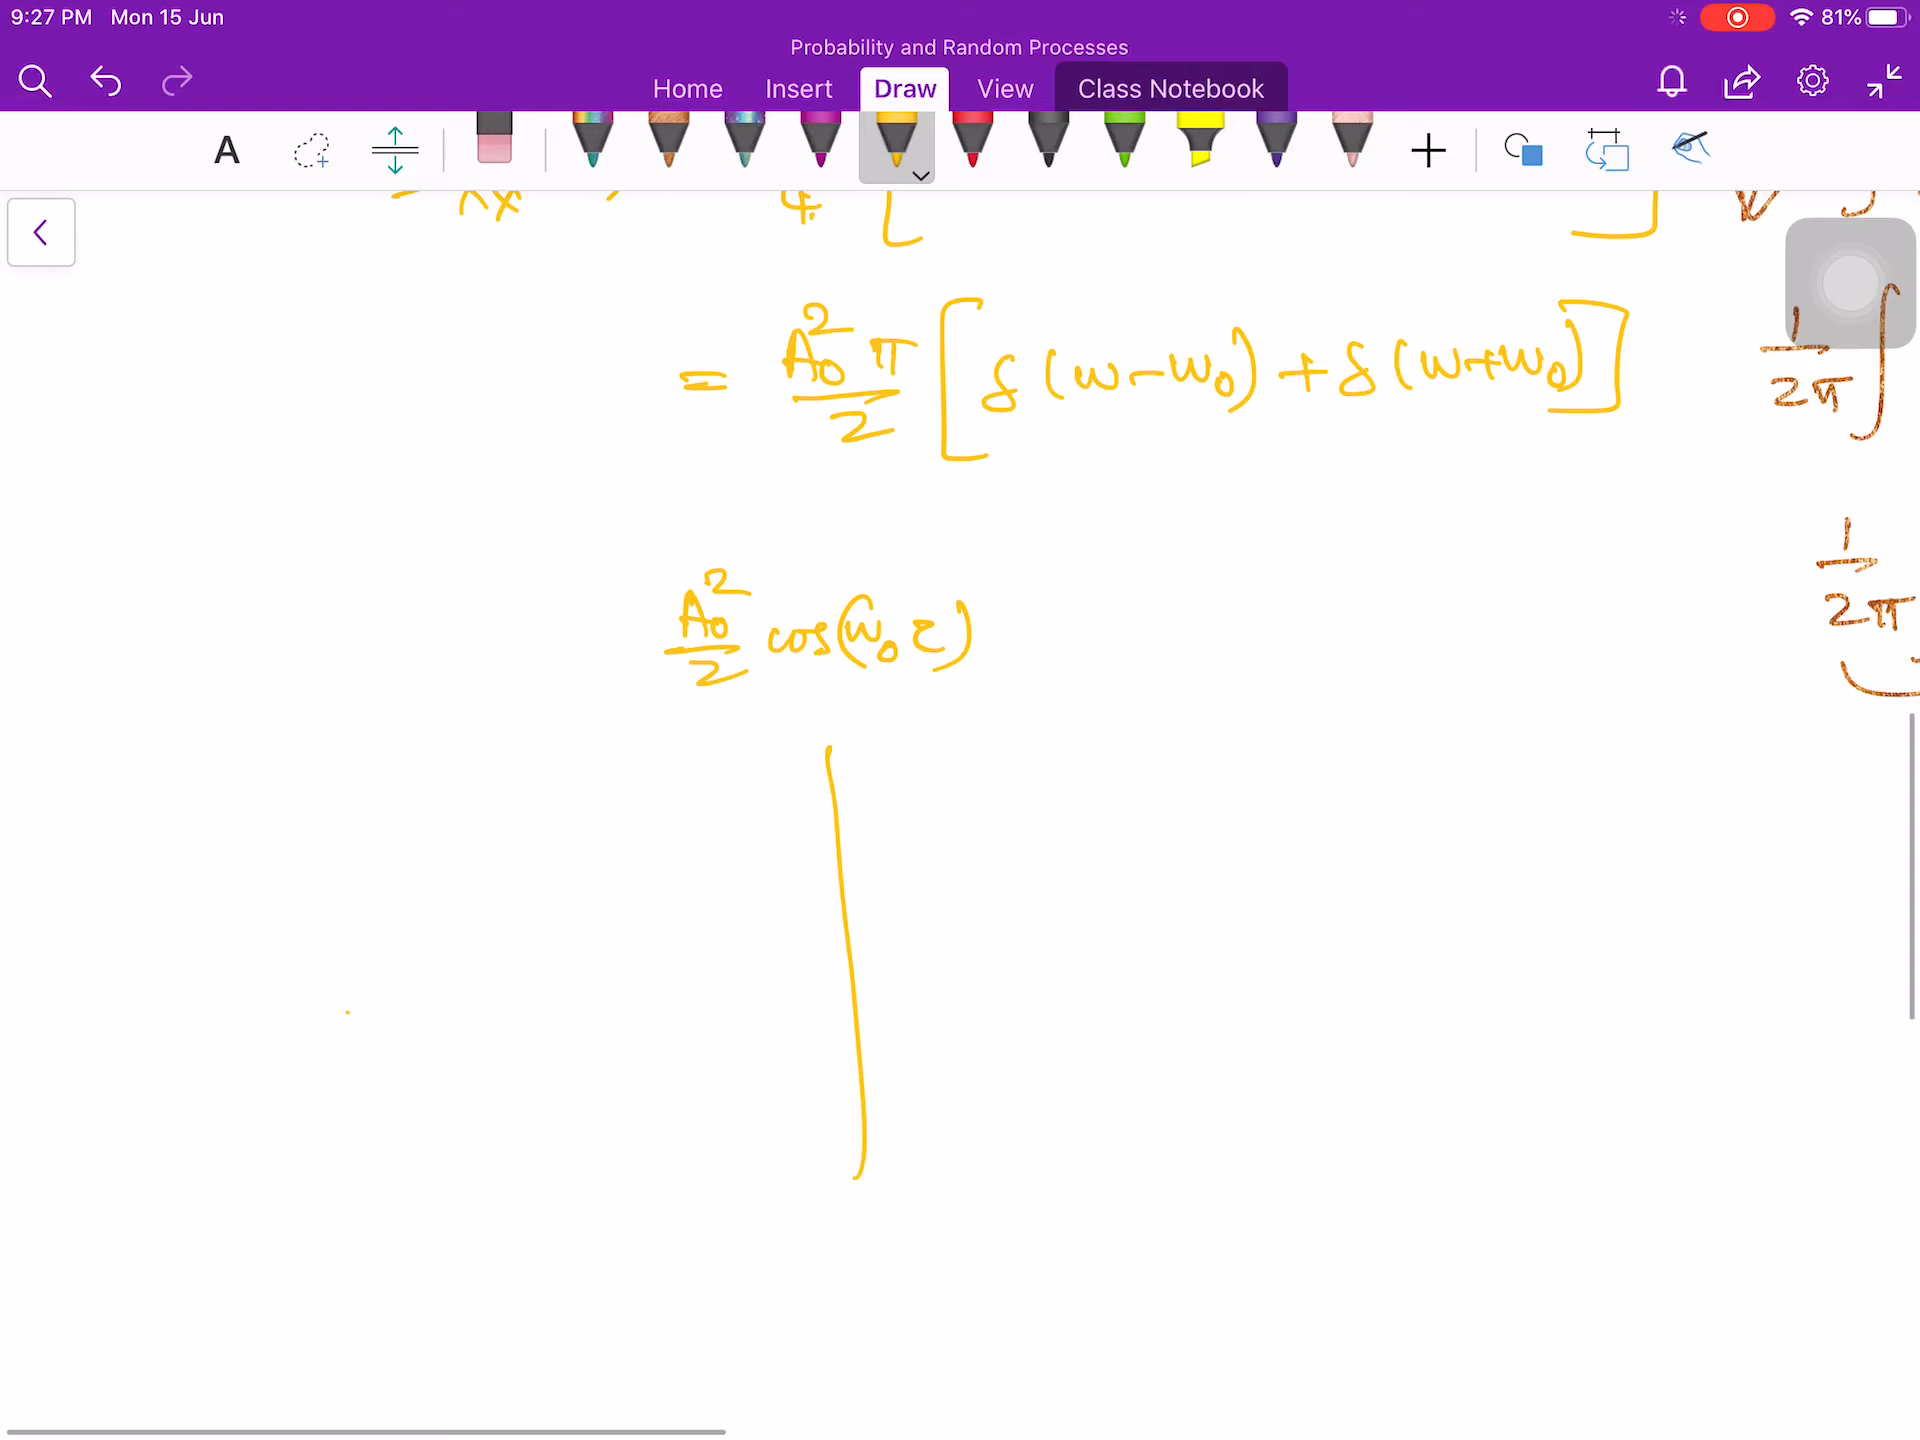 9:27 PM Mon 15 Jun
81%
Probability and Random Processes
Home Insert Draw View Class Notebook
A
4.
= A₀²π/2 [δ(ω-ω₀)+δ(ω+ω₀)]
1/2π ∫
A₀²/2 cos(ω₀τ)
1/2π